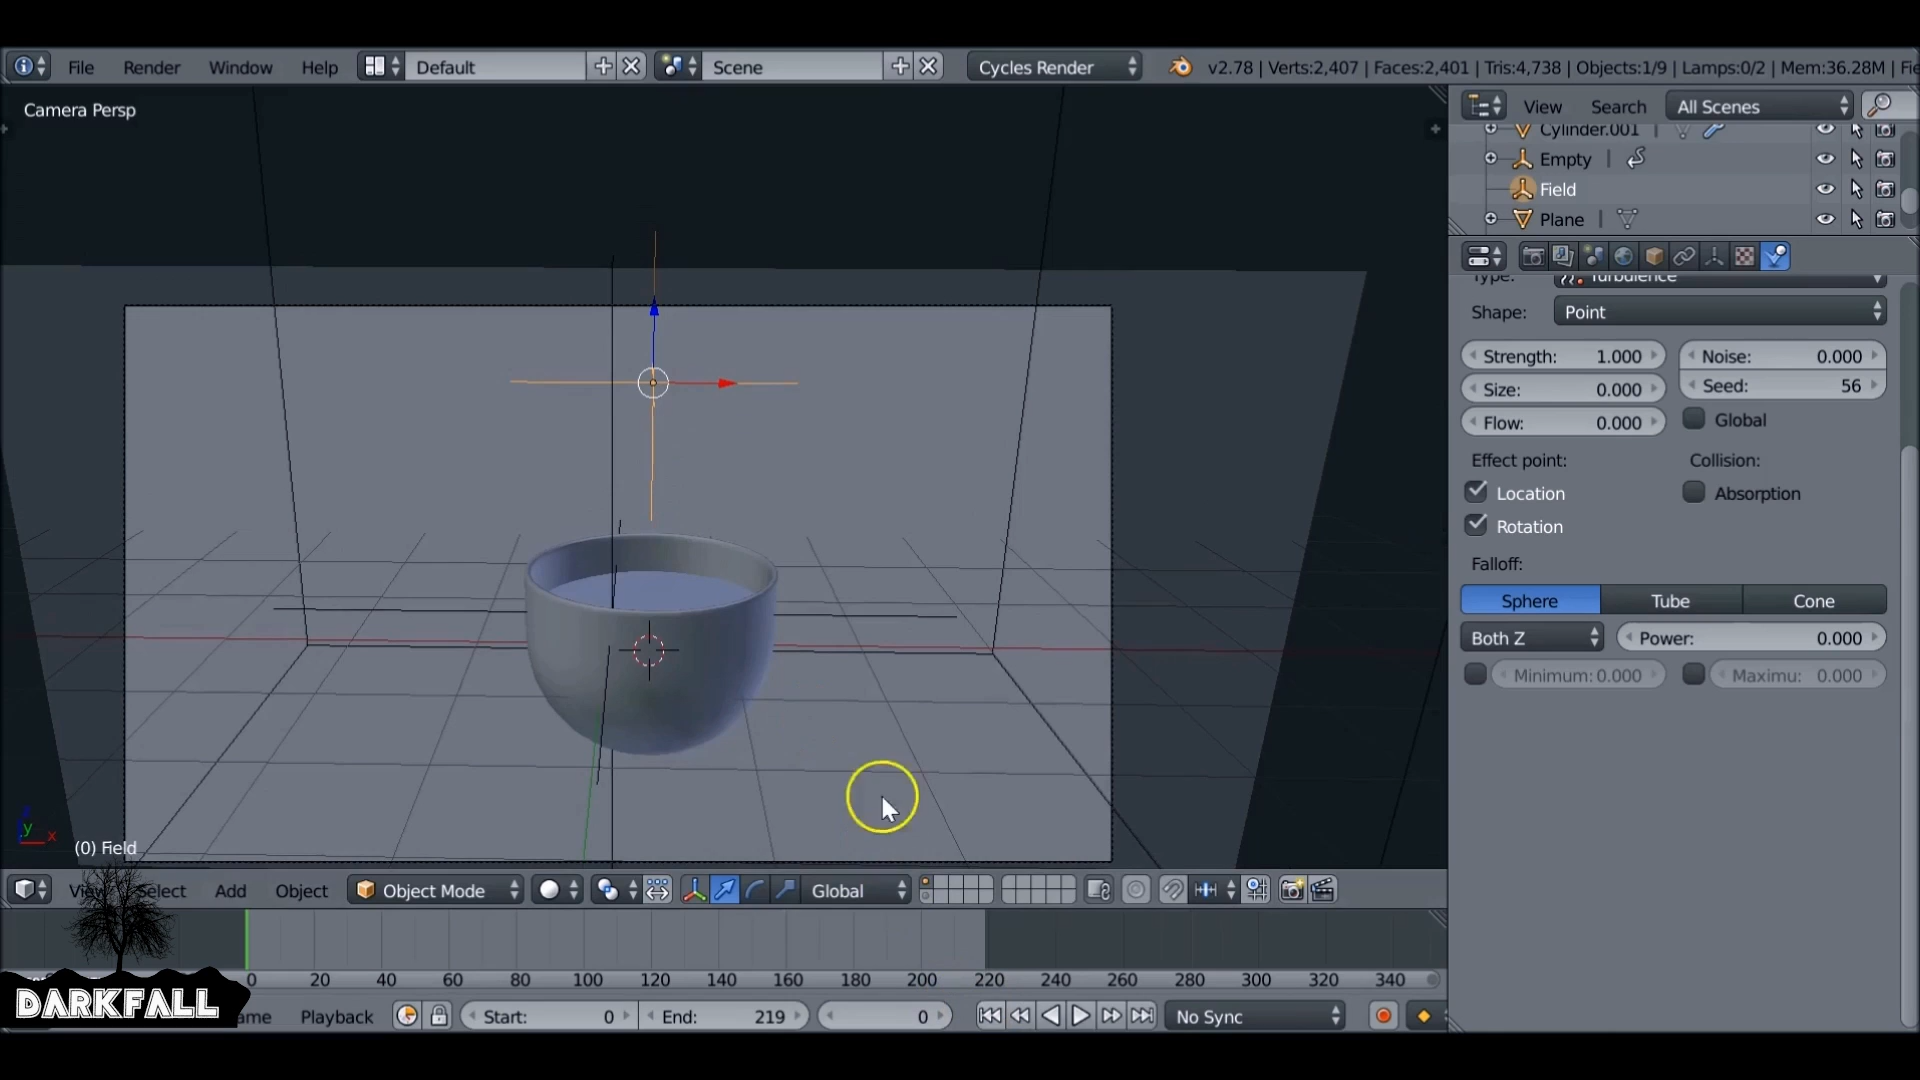 File Render Window Help Default Scene Cycles Render v2.78 | Verts:2,407 | Faces:2,401 | Tris:4,738 | Objects:1/9 | Lamps:0/2 | Mem:36.28M | Fie
Camera Persp
View Search All Scenes
Cylinder.001
Empty
Field
Plane
Type: Turbulence
Shape: Point
Strength: 1.000 Noise: 0.000
Size: 0.000 Seed: 56
Flow: 0.000 Global
Effect point: Collision:
Location Absorption
Rotation
Falloff:
Sphere Tube Cone
Both Z Power: 0.000
Minimum: 0.000 Maximu: 0.000
z
y x
(0) Field
View Select Add Object Object Mode Global
0 20 40 60 80 100 120 140 160 180 200 220 240 260 280 300 320 340
DARKFALL
ame Playback Start: 0 End: 219 0 No Sync